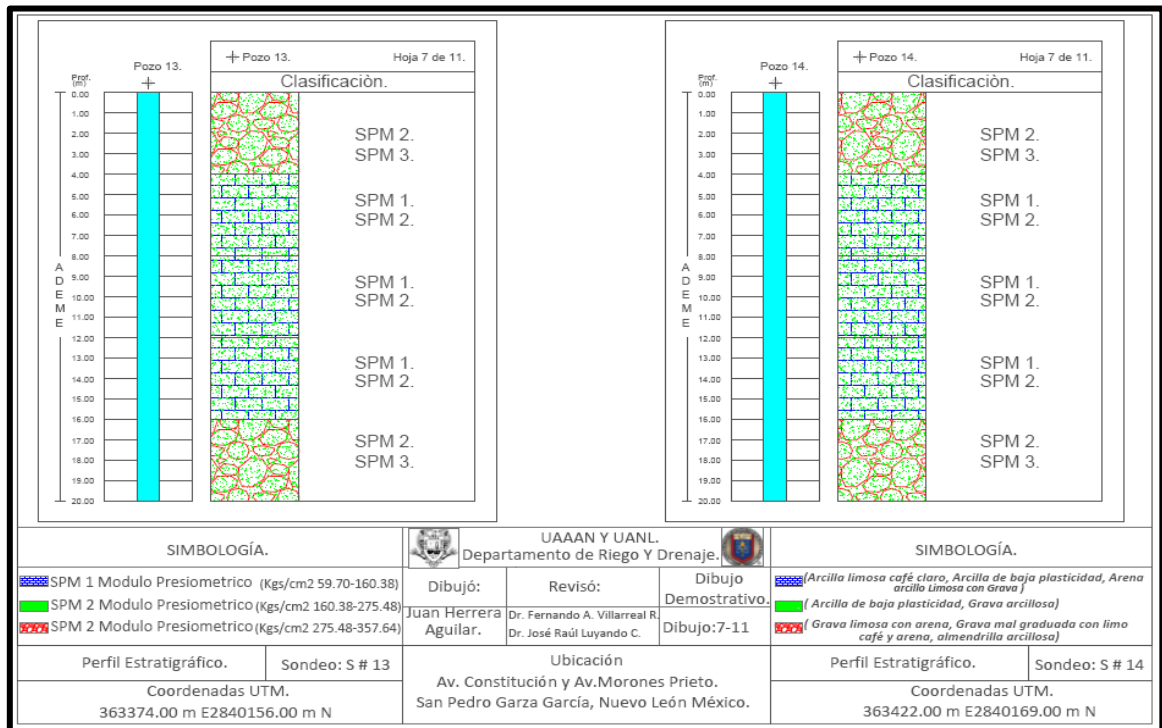 Pozo 13.
Prof.
(m)
0.00
1.00
2.00
3.00
4.00
5.00
6.00
7.00
8.00
9.00
10.00
11.00
12.00
13.00
14.00
15.00
16.00
17.00
18.00
19.00
20.00
ADEME
Pozo 13. Hoja 7 de 11.
Clasificaciòn.
SPM 2.
SPM 3.
SPM 1.
SPM 2.
SPM 1.
SPM 2.
SPM 1.
SPM 2.
SPM 2.
SPM 3.
Pozo 14.
Prof.
(m)
0.00
1.00
2.00
3.00
4.00
5.00
6.00
7.00
8.00
9.00
10.00
11.00
12.00
13.00
14.00
15.00
16.00
17.00
18.00
19.00
20.00
ADEME
Pozo 14. Hoja 7 de 11.
Clasificaciòn.
SPM 2.
SPM 3.
SPM 1.
SPM 2.
SPM 1.
SPM 2.
SPM 1.
SPM 2.
SPM 2.
SPM 3.
SIMBOLOGÍA.
SPM 1 Modulo Presiometrico (Kgs/cm2 59.70-160.38)
SPM 2 Modulo Presiometrico (Kgs/cm2 160.38-275.48)
SPM 2 Modulo Presiometrico (Kgs/cm2 275.48-357.64)
Perfil Estratigráfico.
Sondeo: S # 13
Coordenadas UTM.
363374.00 m E2840156.00 m N
UAAAN Y UANL.
Departamento de Riego Y Drenaje.
Dibujó:
Juan Herrera
Aguilar.
Revisó:
Dr. Fernando A. Villarreal R.
Dr. José Raúl Luyando C.
Dibujo
Demostrativo.
Dibujo:7-11
Ubicación
Av. Constitución y Av.Morones Prieto.
San Pedro Garza García, Nuevo León México.
SIMBOLOGÍA.
(Arcilla limosa café claro, Arcilla de baja plasticidad, Arena
arcillo Limosa con Grava )
( Arcilla de baja plasticidad, Grava arcillosa)
( Grava limosa con arena, Grava mal graduada con limo
café y arena, almendrilla arcillosa)
Perfil Estratigráfico.
Sondeo: S # 14
Coordenadas UTM.
363422.00 m E2840169.00 m N